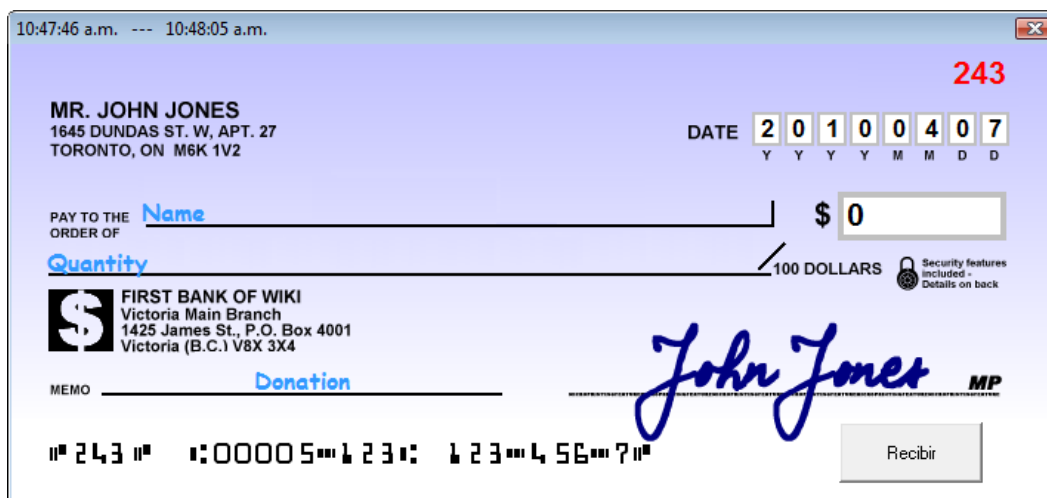 10:47:46 a.m. --- 10:48:05 a.m.
243
MR. JOHN JONES
1645 DUNDAS ST. W, APT. 27
TORONTO, ON M6K 1V2
DATE 2 0 1 0 0 4 0 7
Y Y Y Y M M D D
PAY TO THE ORDER OF Name $ 0
Quantity /100 DOLLARS
Security features
included -
Details on back
FIRST BANK OF WIKI
Victoria Main Branch
1425 James St., P.O. Box 4001
Victoria (B.C.) V8X 3X4
MEMO Donation John Jones MP
⑈243⑈ ⑆00005⑉123⑆ 123⑉456⑉7⑈
Recibir